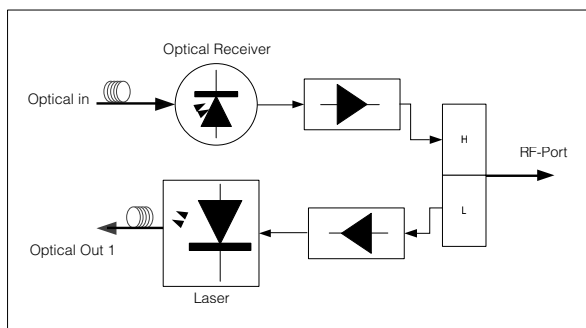 Optical Receiver
Optical in
H
RF-Port
L
Optical Out 1
Laser